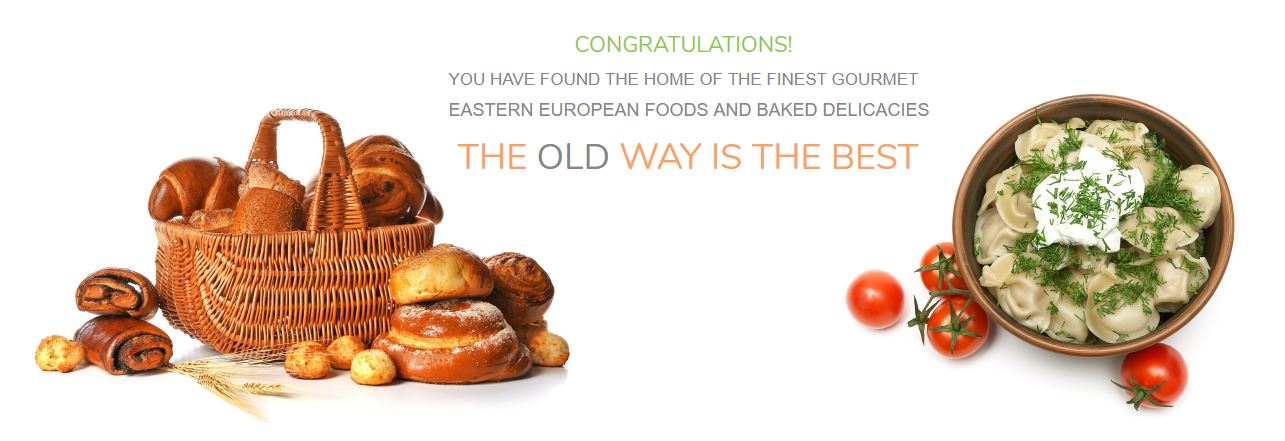 CONGRATULATIONS!
YOU HAVE FOUND THE HOME OF THE FINEST GOURMET
EASTERN EUROPEAN FOODS AND BAKED DELICACIES
THE OLD WAY IS THE BEST